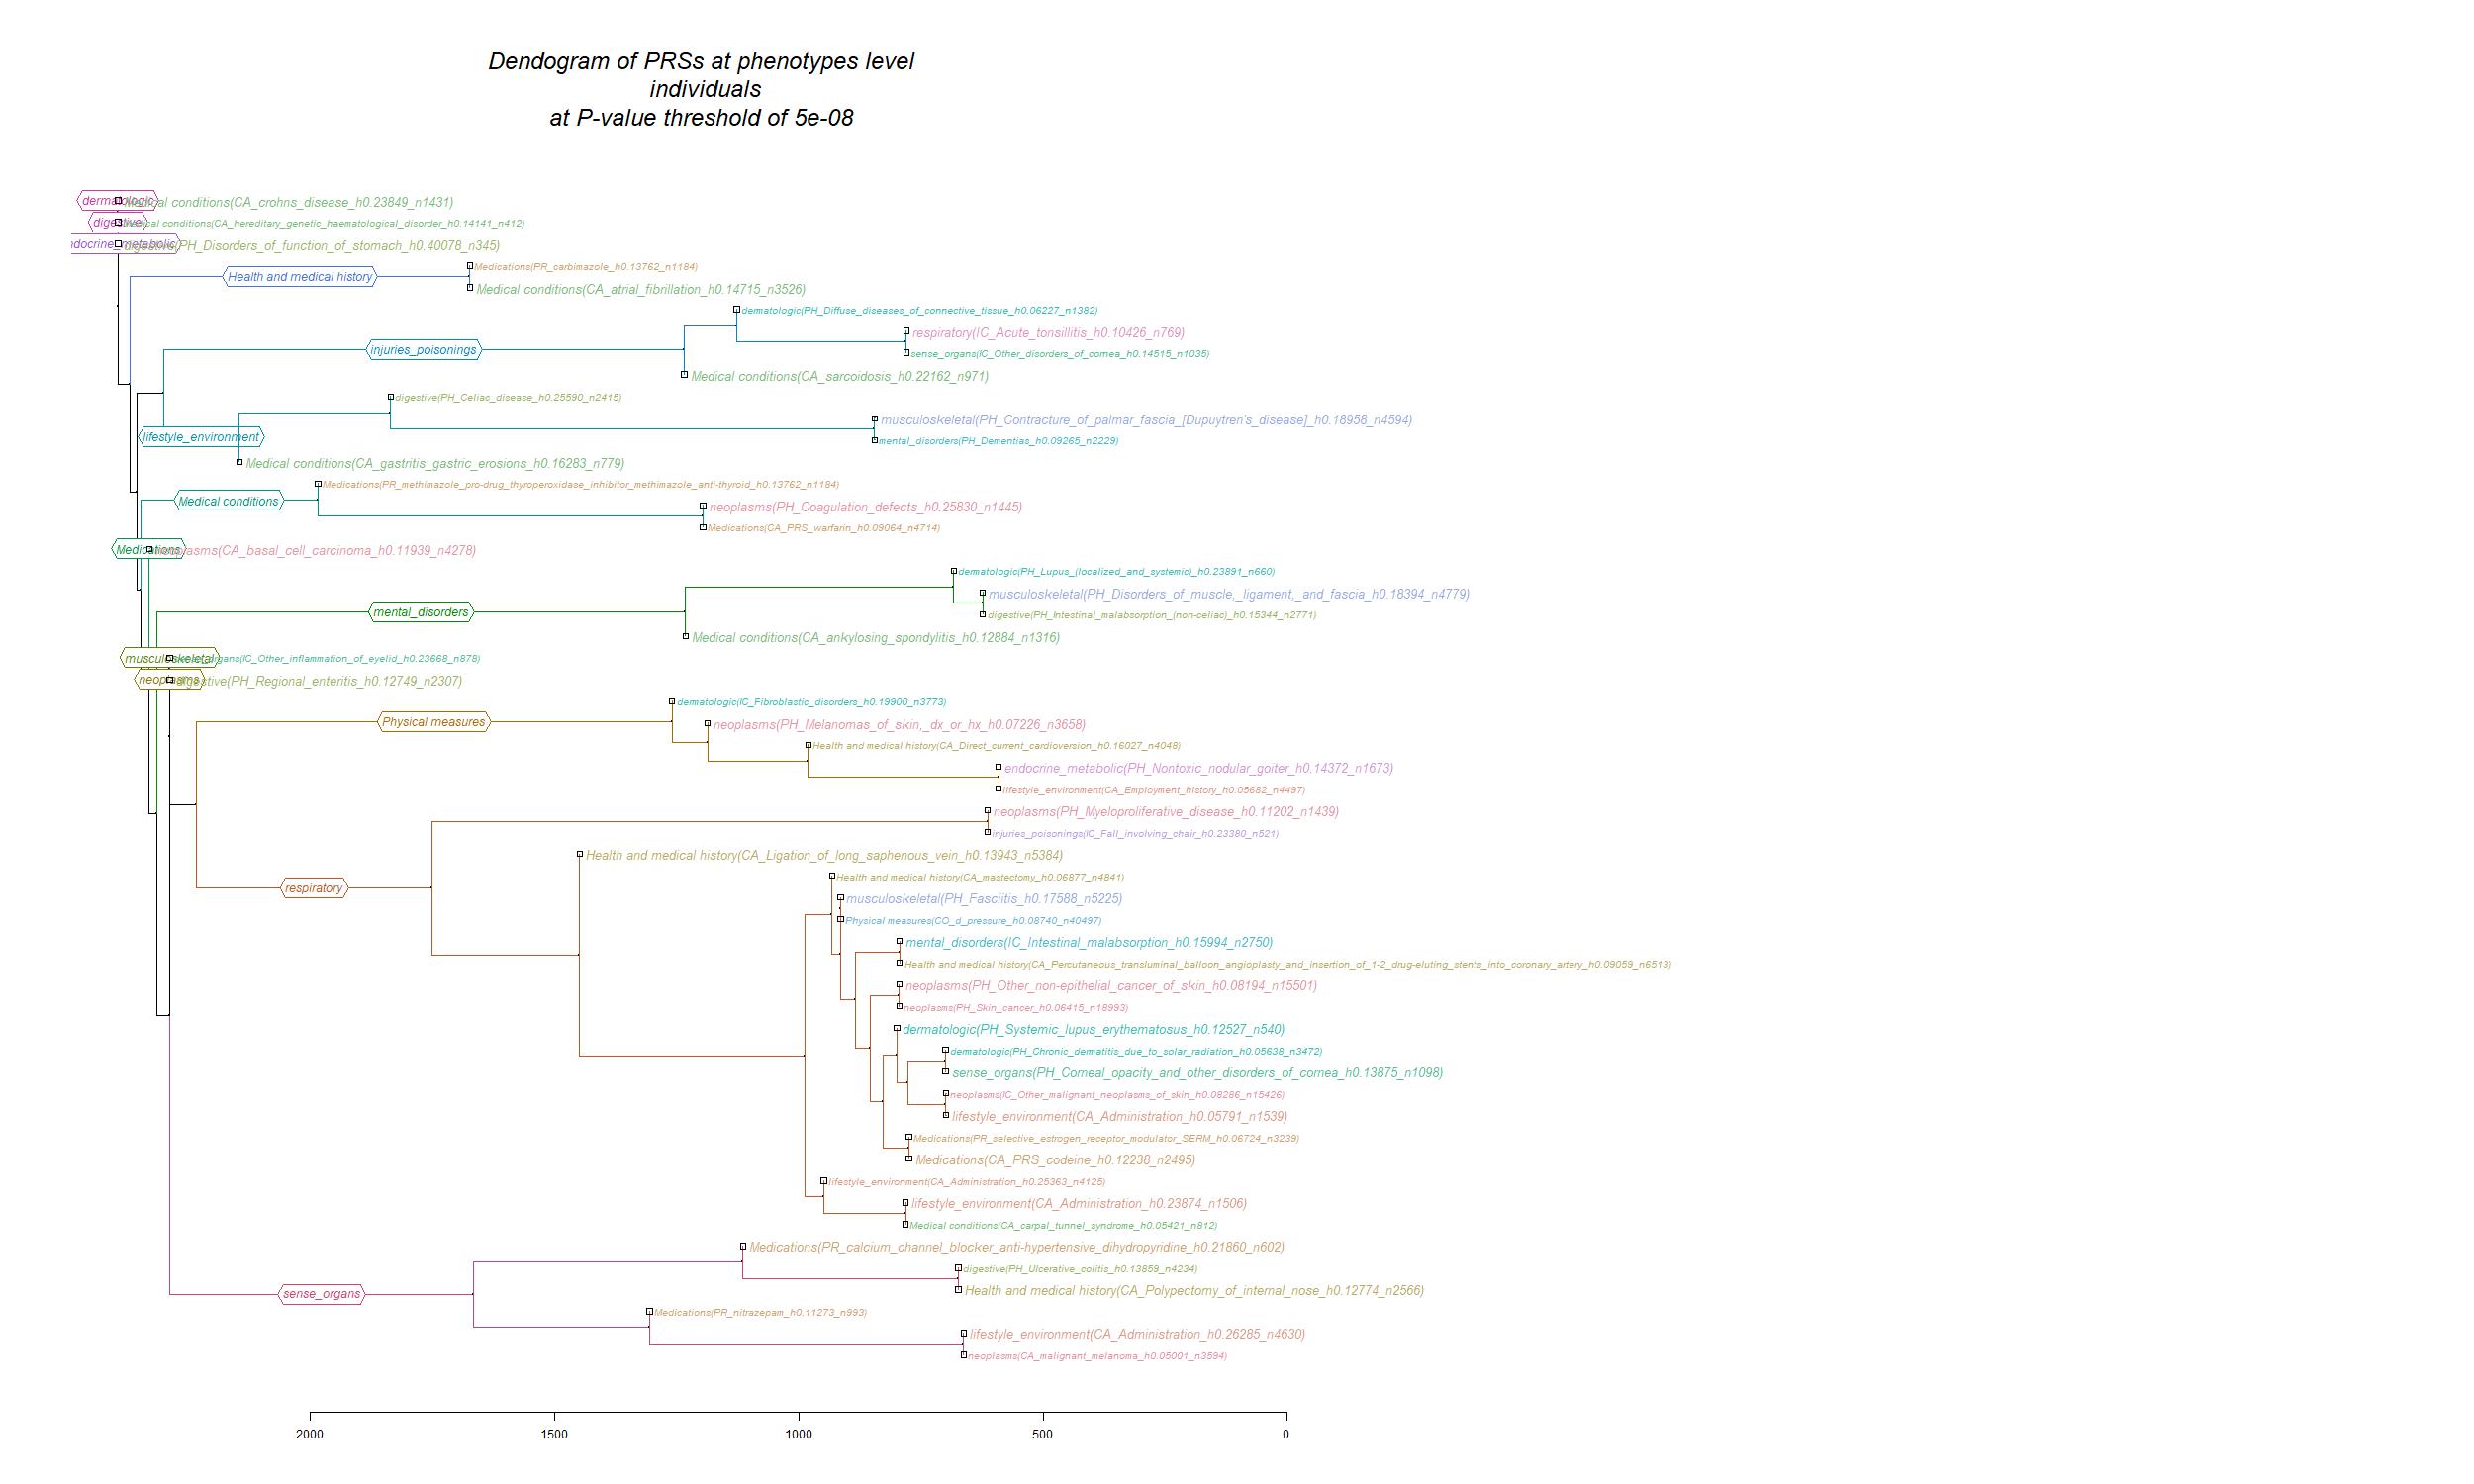 Dendogram of PRSs at phenotypes level
individuals
at P-value threshold of 5e-08
dermatologic
Medical conditions(CA_crohns_disease_h0.23849_n1431)
digestive
Medical conditions(CA_hereditary_genetic_haematological_disorder_h0.14141_n412)
ndocrine_metabolic
digestive(PH_Disorders_of_function_of_stomach_h0.40078_n345)
Medications(PR_carbimazole_h0.13762_n1184)
Health and medical history
Medical conditions(CA_atrial_fibrillation_h0.14715_n3526)
dermatologic(PH_Diffuse_diseases_of_connective_tissue_h0.06227_n1382)
respiratory(IC_Acute_tonsillitis_h0.10426_n769)
injuries_poisonings
sense_organs(IC_Other_disorders_of_cornea_h0.14515_n1035)
Medical conditions(CA_sarcoidosis_h0.22162_n971)
digestive(PH_Celiac_disease_h0.25590_n2415)
musculoskeletal(PH_Contracture_of_palmar_fascia_[Dupuytren's_disease]_h0.18958_n4594)
lifestyle_environment
mental_disorders(PH_Dementias_h0.09265_n2229)
Medical conditions(CA_gastritis_gastric_erosions_h0.16283_n779)
Medications(PR_methimazole_pro-drug_thyroperoxidase_inhibitor_methimazole_anti-thyroid_h0.13762_n1184)
Medical conditions
neoplasms(PH_Coagulation_defects_h0.25830_n1445)
Medications(CA_PRS_warfarin_h0.09064_n4714)
Medications
neoplasms(CA_basal_cell_carcinoma_h0.11939_n4278)
dermatologic(PH_Lupus_(localized_and_systemic)_h0.23891_n660)
musculoskeletal(PH_Disorders_of_muscle,_ligament,_and_fascia_h0.18394_n4779)
mental_disorders
digestive(PH_Intestinal_malabsorption_(non-celiac)_h0.15344_n2771)
Medical conditions(CA_ankylosing_spondylitis_h0.12884_n1316)
musculoskeletal
sense_organs(IC_Other_inflammation_of_eyelid_h0.23668_n878)
neoplasms
digestive(PH_Regional_enteritis_h0.12749_n2307)
dermatologic(IC_Fibroblastic_disorders_h0.19900_n3773)
Physical measures
neoplasms(PH_Melanomas_of_skin,_dx_or_hx_h0.07226_n3658)
Health and medical history(CA_Direct_current_cardioversion_h0.16027_n4048)
endocrine_metabolic(PH_Nontoxic_nodular_goiter_h0.14372_n1673)
lifestyle_environment(CA_Employment_history_h0.05682_n4497)
neoplasms(PH_Myeloproliferative_disease_h0.11202_n1439)
injuries_poisonings(IC_Fall_involving_chair_h0.23380_n521)
Health and medical history(CA_Ligation_of_long_saphenous_vein_h0.13943_n5384)
Health and medical history(CA_mastectomy_h0.06877_n4841)
respiratory
musculoskeletal(PH_Fasciitis_h0.17588_n5225)
Physical measures(CO_d_pressure_h0.08740_n40497)
mental_disorders(IC_Intestinal_malabsorption_h0.15994_n2750)
Health and medical history(CA_Percutaneous_transluminal_balloon_angioplasty_and_insertion_of_1-2_drug-eluting_stents_into_coronary_artery_h0.09059_n6513)
neoplasms(PH_Other_non-epithelial_cancer_of_skin_h0.08194_n15501)
neoplasms(PH_Skin_cancer_h0.06415_n18993)
dermatologic(PH_Systemic_lupus_erythematosus_h0.12527_n540)
dermatologic(PH_Chronic_dermatitis_due_to_solar_radiation_h0.05638_n3472)
sense_organs(PH_Corneal_opacity_and_other_disorders_of_cornea_h0.13875_n1098)
neoplasms(IC_Other_malignant_neoplasms_of_skin_h0.08286_n15426)
lifestyle_environment(CA_Administration_h0.05791_n1539)
Medications(PR_selective_estrogen_receptor_modulator_SERM_h0.06724_n3239)
Medications(CA_PRS_codeine_h0.12238_n2495)
lifestyle_environment(CA_Administration_h0.25363_n4125)
lifestyle_environment(CA_Administration_h0.23874_n1506)
Medical conditions(CA_carpal_tunnel_syndrome_h0.05421_n812)
Medications(PR_calcium_channel_blocker_anti-hypertensive_dihydropyridine_h0.21860_n602)
digestive(PH_Ulcerative_colitis_h0.13859_n4234)
sense_organs
Health and medical history(CA_Polypectomy_of_internal_nose_h0.12774_n2566)
Medications(PR_nitrazepam_h0.11273_n993)
lifestyle_environment(CA_Administration_h0.26285_n4630)
neoplasms(CA_malignant_melanoma_h0.05001_n3594)
2000 1500 1000 500 0